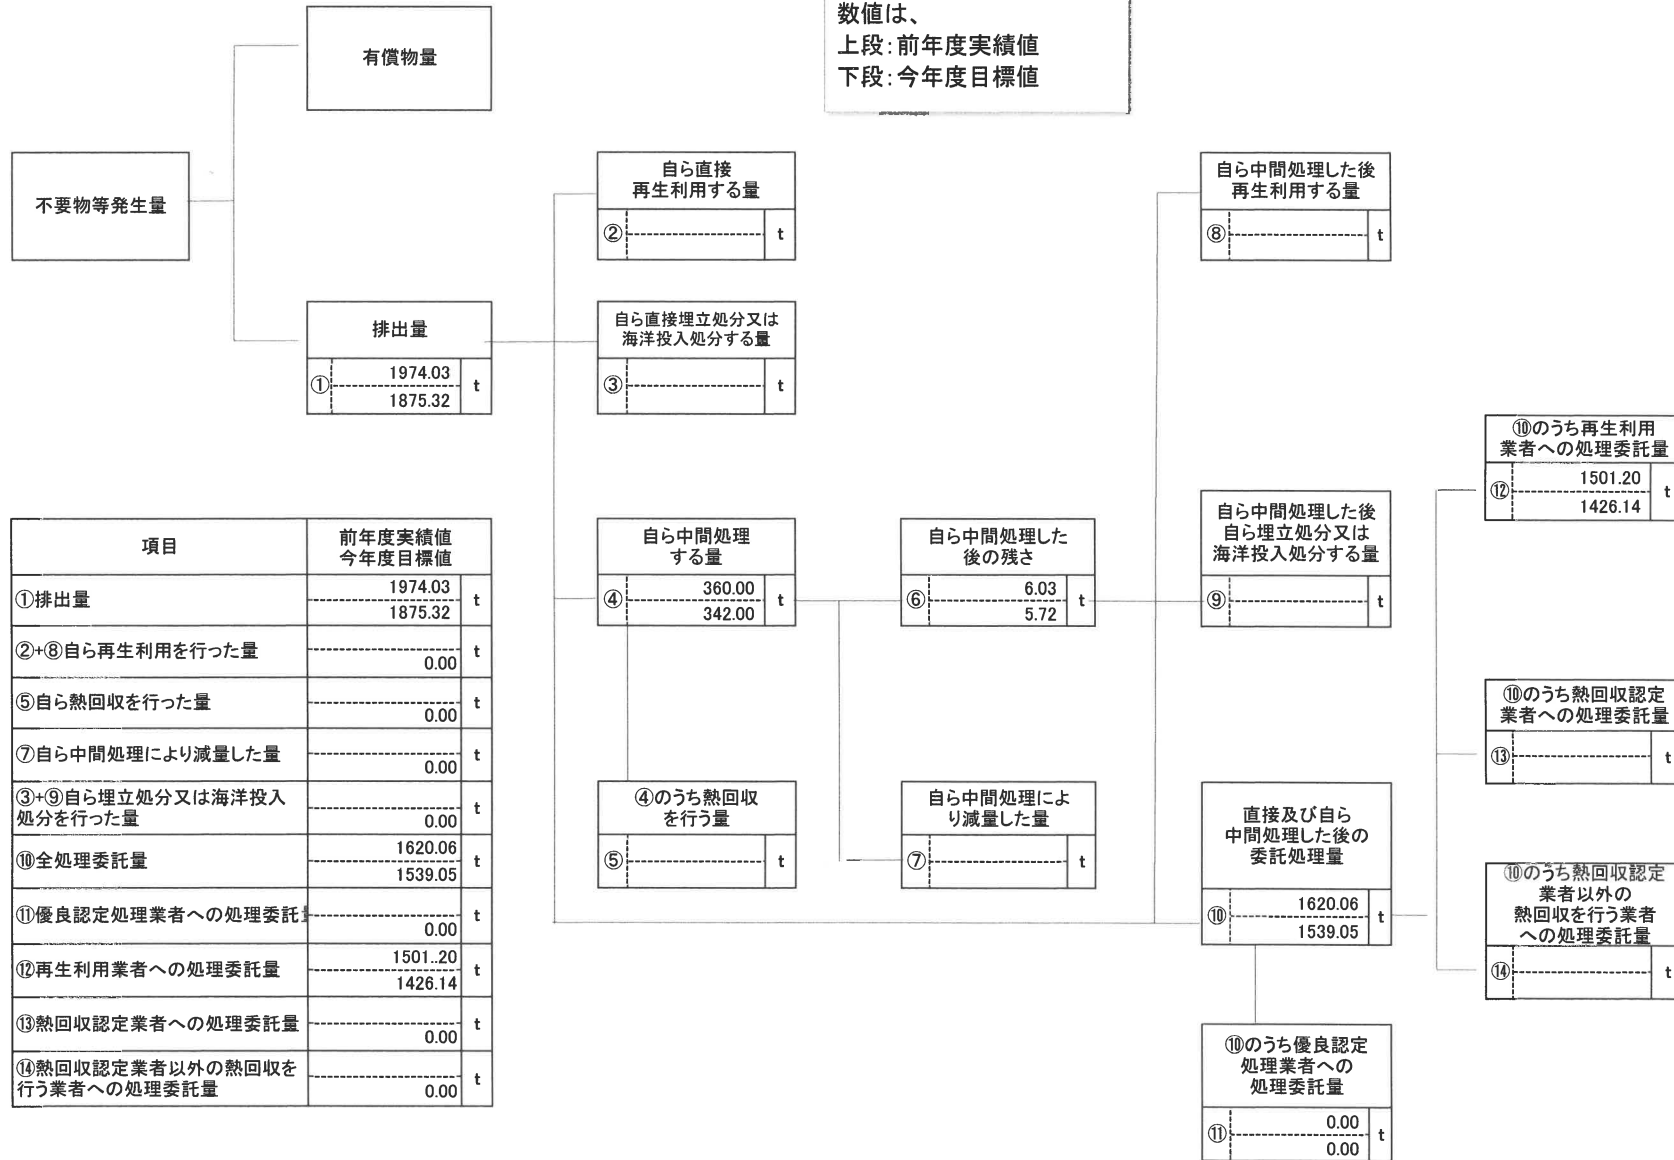 数値は、
上段：前年度実績値
下段：今年度目標値
有償物量
不要物等発生量
排出量
①
1974.03
1875.32
t
自ら直接
再生利用する量
②
t
自ら直接埋立処分又は
海洋投入処分する量
③
t
自ら中間処理
する量
④
360.00
342.00
t
④のうち熱回収
を行う量
⑤
t
自ら中間処理した
後の残さ
⑥
6.03
5.72
t
自ら中間処理によ
り減量した量
⑦
t
自ら中間処理した後
再生利用する量
⑧
t
自ら中間処理した後
自ら埋立処分又は
海洋投入処分する量
⑨
t
直接及び自ら
中間処理した後の
委託処理量
⑩
1620.06
1539.05
t
⑩のうち優良認定
処理業者への
処理委託量
⑪
0.00
0.00
t
⑩のうち再生利用
業者への処理委託量
⑫
1501.20
1426.14
t
⑩のうち熱回収認定
業者への処理委託量
⑬
t
⑩のうち熱回収認定
業者以外の
熱回収を行う業者
への処理委託量
⑭
t
項目
前年度実績値
今年度目標値
①排出量
1974.03
1875.32
t
②+⑧自ら再生利用を行った量
0.00
t
⑤自ら熱回収を行った量
0.00
t
⑦自ら中間処理により減量した量
0.00
t
③+⑨自ら埋立処分又は海洋投入
処分を行った量
0.00
t
⑩全処理委託量
1620.06
1539.05
t
⑪優良認定処理業者への処理委託
0.00
t
⑫再生利用業者への処理委託量
1501..20
1426.14
t
⑬熱回収認定業者への処理委託量
0.00
t
⑭熱回収認定業者以外の熱回収を
行う業者への処理委託量
0.00
t